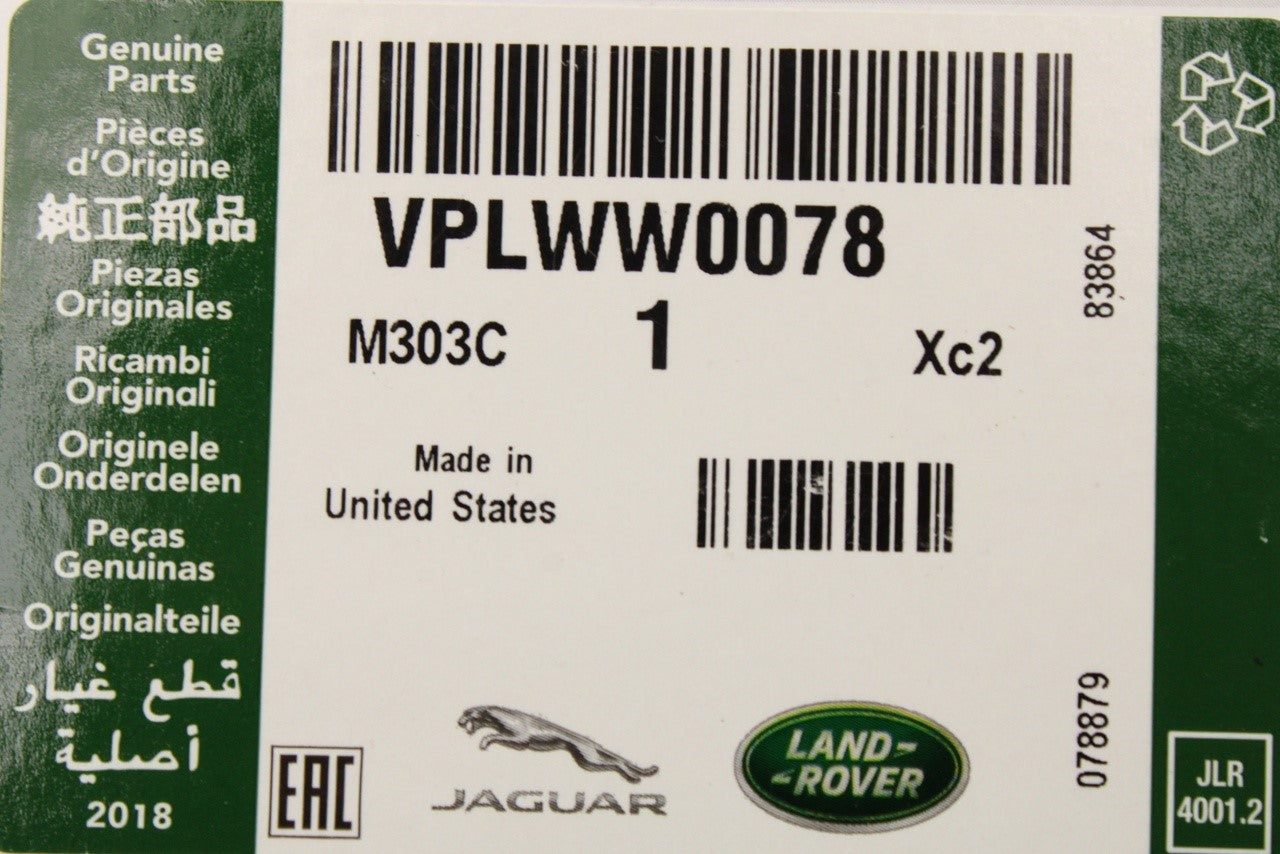 Genuine
Parts
Pièces
d'Origine
純正部品
Piezas
Originales
Ricambi
Originali
Originele
Onderdelen
Peças
Genuinas
Originalteile
قطع غيار
أصلية
2018
VPLWW0078
M303C 1 Xc2
Made in
United States
EAC
JAGUAR
LAND-
-ROVER
83864
078879
JLR
4001.2